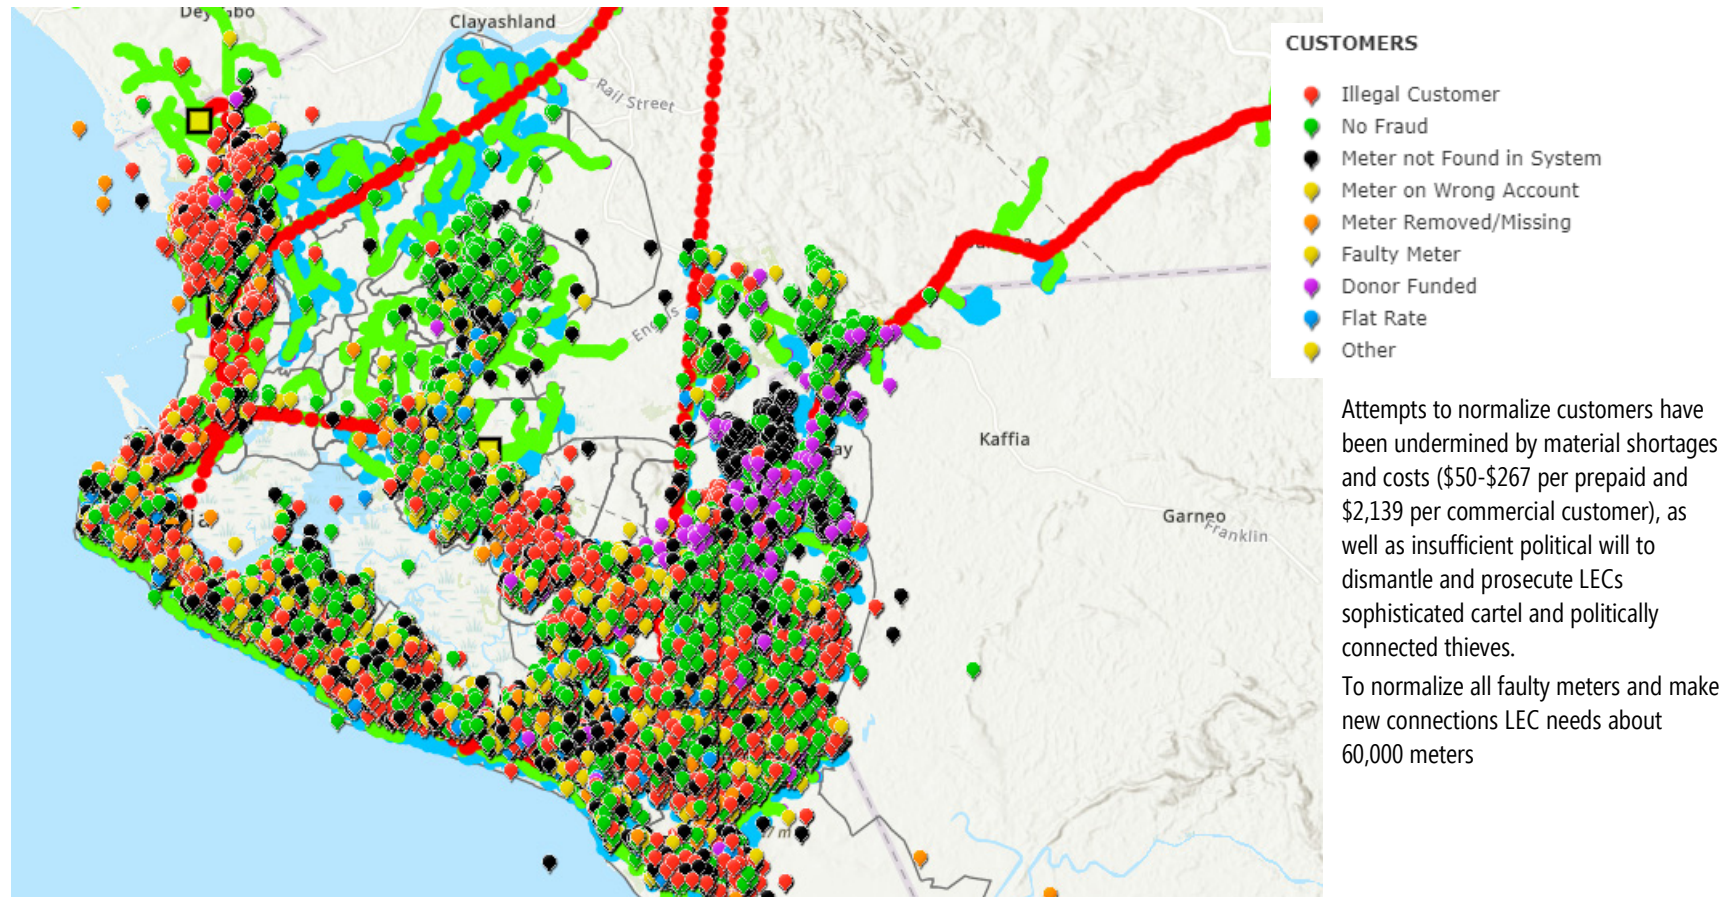 Clayashland
Rail Street
CUSTOMERS
Illegal Customer
No Fraud
Meter not Found in System
Meter on Wrong Account
Meter Removed/Missing
Faulty Meter
Donor Funded
Flat Rate
Other
Kaffia
Garneo
Franklin
Attempts to normalize customers have
been undermined by material shortages
and costs ($50-$267 per prepaid and
$2,139 per commercial customer), as
well as insufficient political will to
dismantle and prosecute LECs
sophisticated cartel and politically
connected thieves.
To normalize all faulty meters and make
new connections LEC needs about
60,000 meters